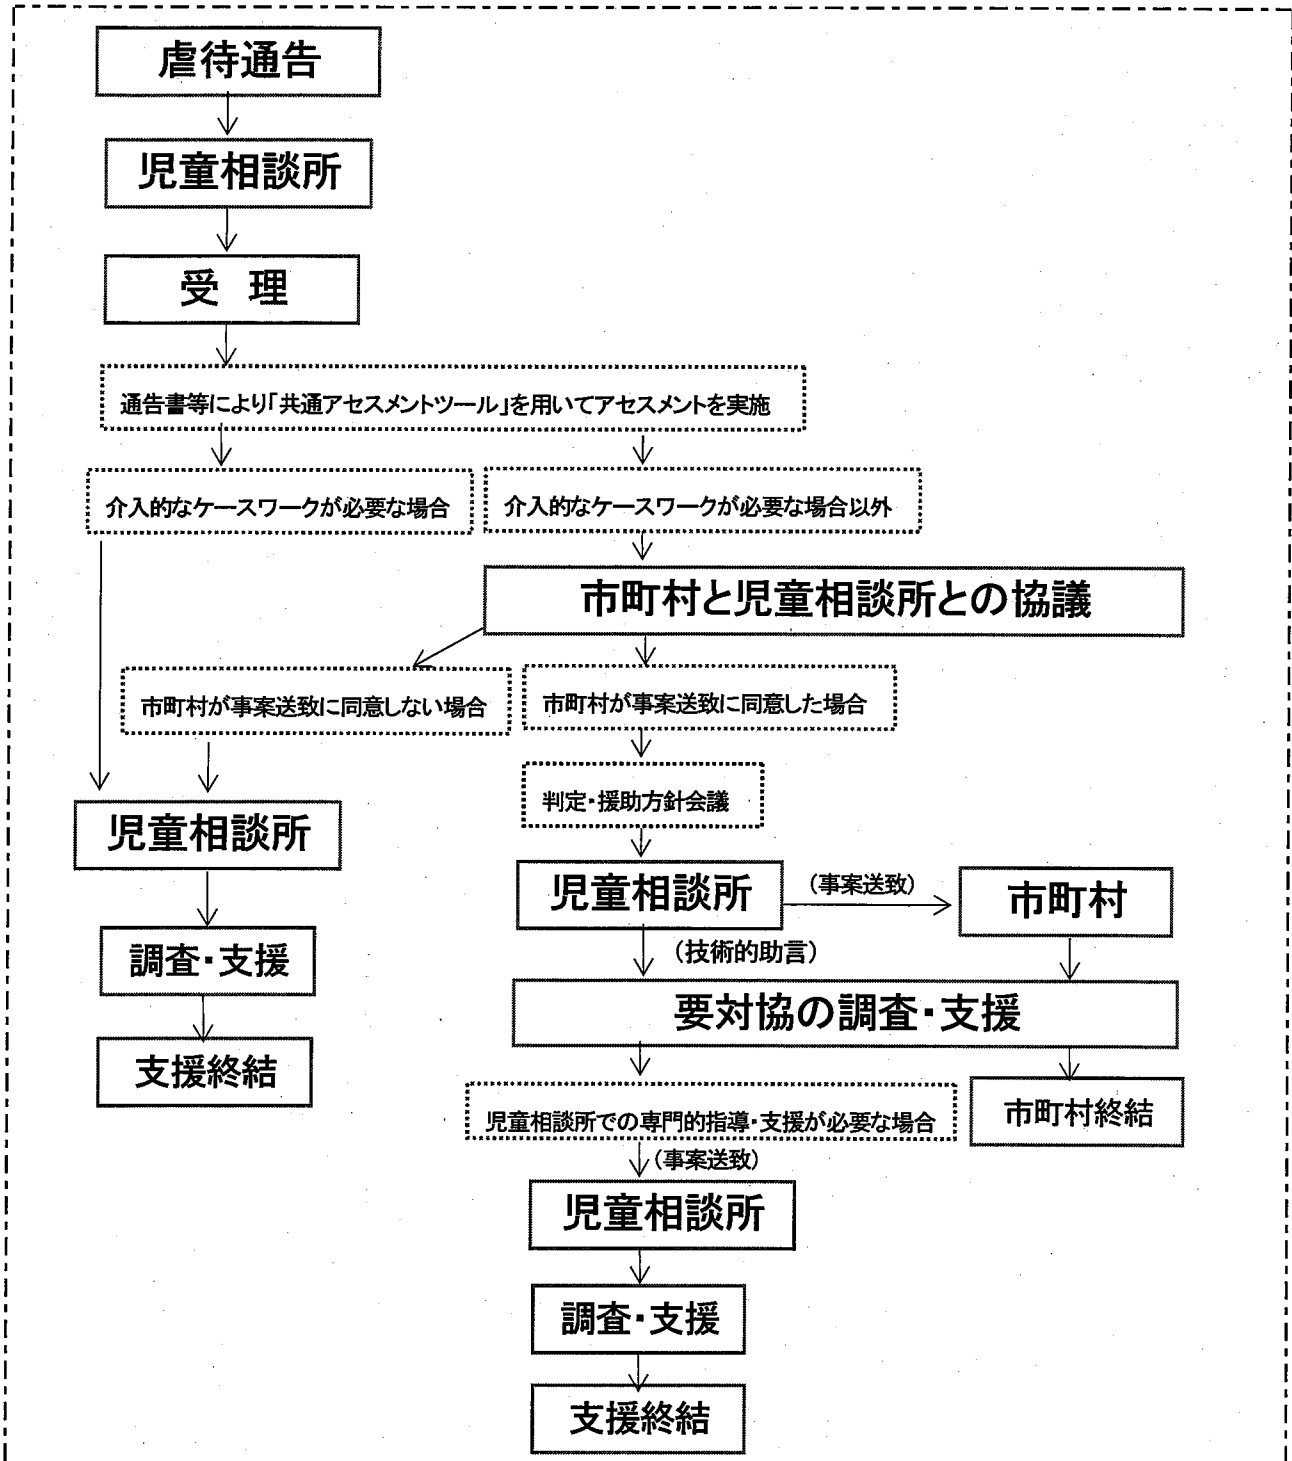 虐待通告
児童相談所
受 理
通告書等により「共通アセスメントツール」を用いてアセスメントを実施
介入的なケースワークが必要な場合
介入的なケースワークが必要な場合以外
市町村と児童相談所との協議
市町村が事案送致に同意しない場合
市町村が事案送致に同意した場合
判定・援助方針会議
児童相談所
児童相談所
(事案送致)
市町村
(技術的助言)
調査・支援
要対協の調査・支援
支援終結
児童相談所での専門的指導・支援が必要な場合
市町村終結
(事案送致)
児童相談所
調査・支援
支援終結